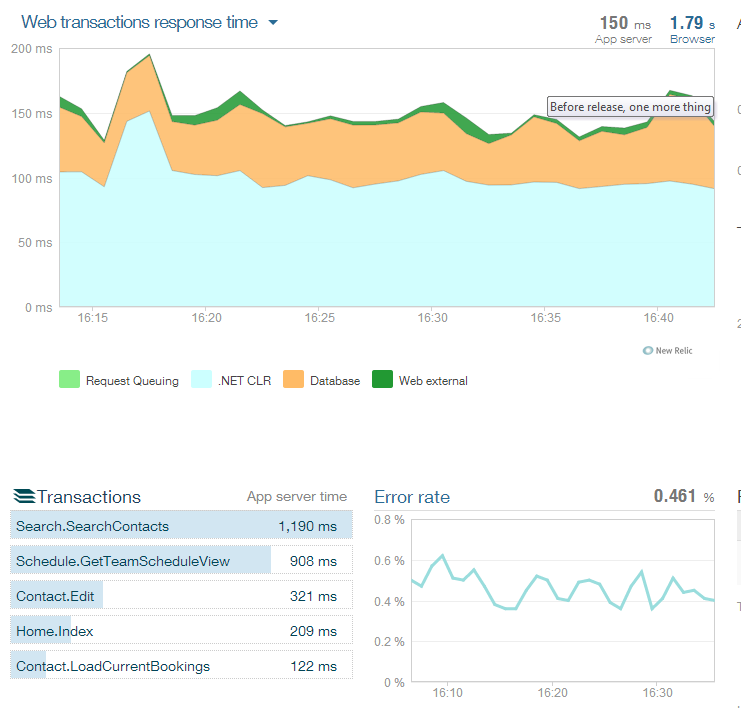 Web transactions response time
150 ms
App server
1.79 s
Browser
200 ms
150 ms
100 ms
50 ms
0 ms
Before release, one more thing
16:15 16:20 16:25 16:30 16:35 16:40
New Relic
Request Queuing .NET CLR Database Web external
Transactions App server time
Search.SearchContacts 1,190 ms
Schedule.GetTeamScheduleView 908 ms
Contact.Edit 321 ms
Home.Index 209 ms
Contact.LoadCurrentBookings 122 ms
Error rate 0.461 %
0.8 %
0.6 %
0.4 %
0.2 %
0 %
16:10 16:20 16:30